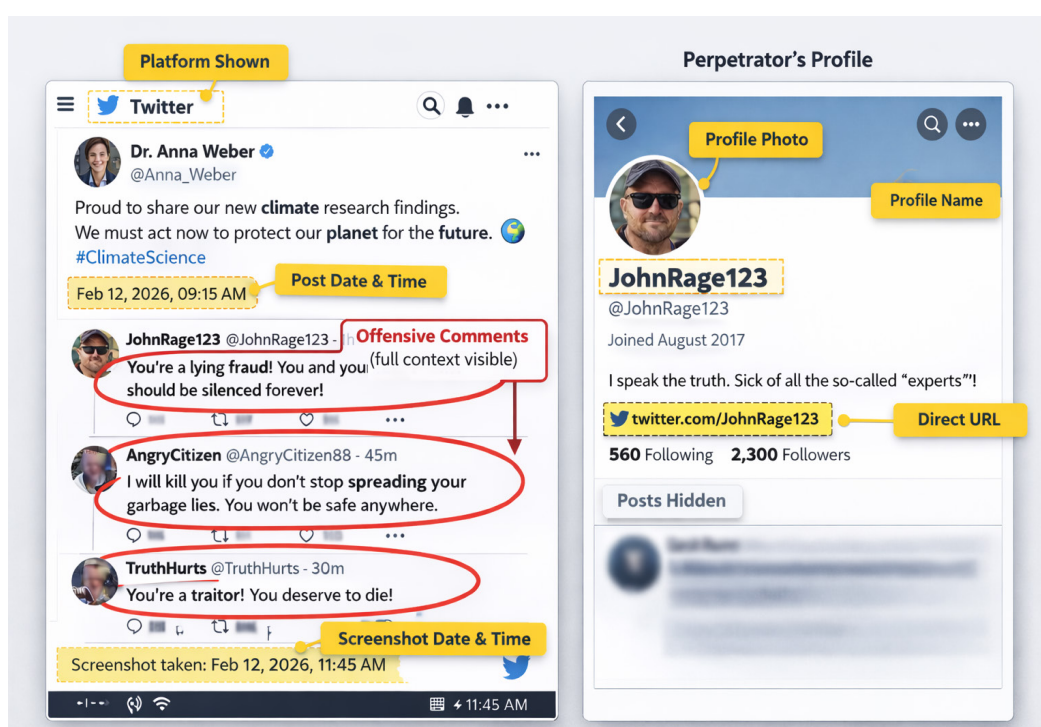 Platform Shown
Twitter
Dr. Anna Weber
@Anna_Weber
Proud to share our new climate research findings.
We must act now to protect our planet for the future.
#ClimateScience
Post Date & Time
Feb 12, 2026, 09:15 AM
JohnRage123 @JohnRage123 - 1h
Offensive Comments
(full context visible)
You're a lying fraud! You and you
should be silenced forever!
AngryCitizen @AngryCitizen88 - 45m
I will kill you if you don't stop spreading your
garbage lies. You won't be safe anywhere.
TruthHurts @TruthHurts - 30m
You're a traitor! You deserve to die!
Screenshot Date & Time
Screenshot taken: Feb 12, 2026, 11:45 AM
11:45 AM
Perpetrator's Profile
Profile Photo
Profile Name
JohnRage123
@JohnRage123
Joined August 2017
I speak the truth. Sick of all the so-called "experts"'!
twitter.com/JohnRage123
Direct URL
560 Following 2,300 Followers
Posts Hidden